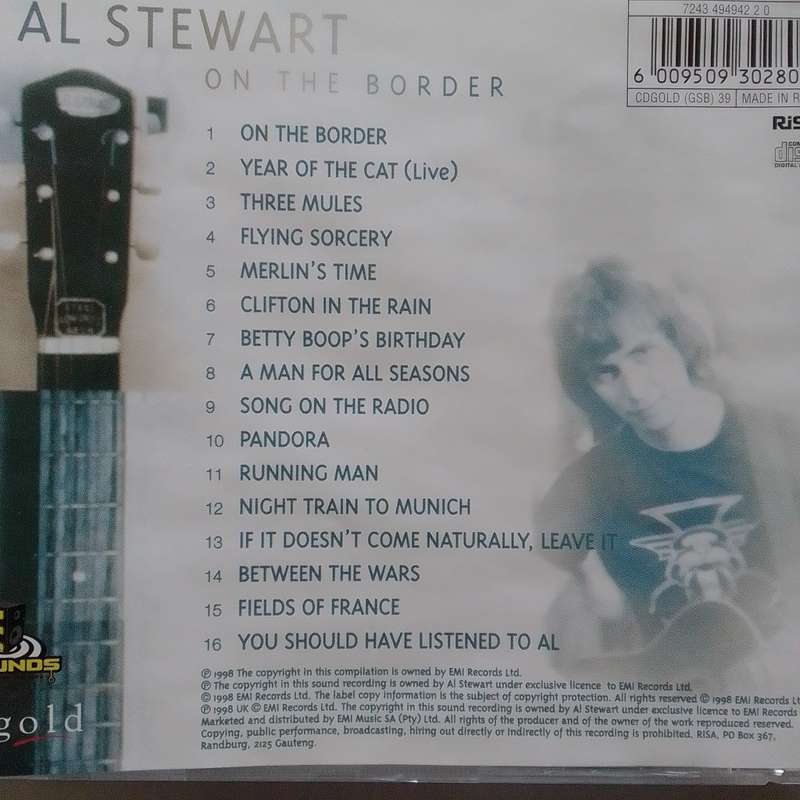 AL STEWART
ON THE BORDER
7243 494942 2 0
6 009509 30280
CDGOLD (GSB) 39 MADE IN R
RiS
1 ON THE BORDER
2 YEAR OF THE CAT (Live)
3 THREE MULES
4 FLYING SORCERY
5 MERLIN'S TIME
6 CLIFTON IN THE RAIN
7 BETTY BOOP'S BIRTHDAY
8 A MAN FOR ALL SEASONS
9 SONG ON THE RADIO
10 PANDORA
11 RUNNING MAN
12 NIGHT TRAIN TO MUNICH
13 IF IT DOESN'T COME NATURALLY, LEAVE IT
14 BETWEEN THE WARS
15 FIELDS OF FRANCE
16 YOU SHOULD HAVE LISTENED TO AL
UNDS
gold
℗ 1998 The copyright in this compilation is owned by EMI Records Ltd.
℗ The copyright in this sound recording is owned by Al Stewart under exclusive licence to EMI Records Ltd.
© 1998 EMI Records Ltd. The label copy information is the subject of copyright protection. All rights reserved © 1998 EMI Records Lt
℗ 1998 UK © EMI Records Ltd. The copyright in this sound recording is owned by Al Stewart under exclusive licence to EMI Records
Marketed and distributed by EMI Music SA (Pty) Ltd. All rights of the producer and of the owner of the work reproduced reserved.
Copying, public performance, broadcasting, hiring out directly or indirectly of this recording is prohibited. RISA, PO Box 367,
Randburg, 2125 Gauteng.